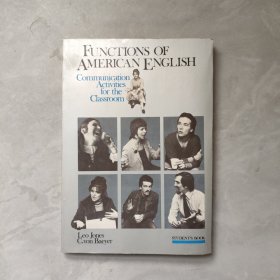 FUNCTIONS OF
AMERICAN ENGLISH
Communication
Activities
for the
Classroom
Leo Jones
C. von Baeyer
STUDENT'S BOOK